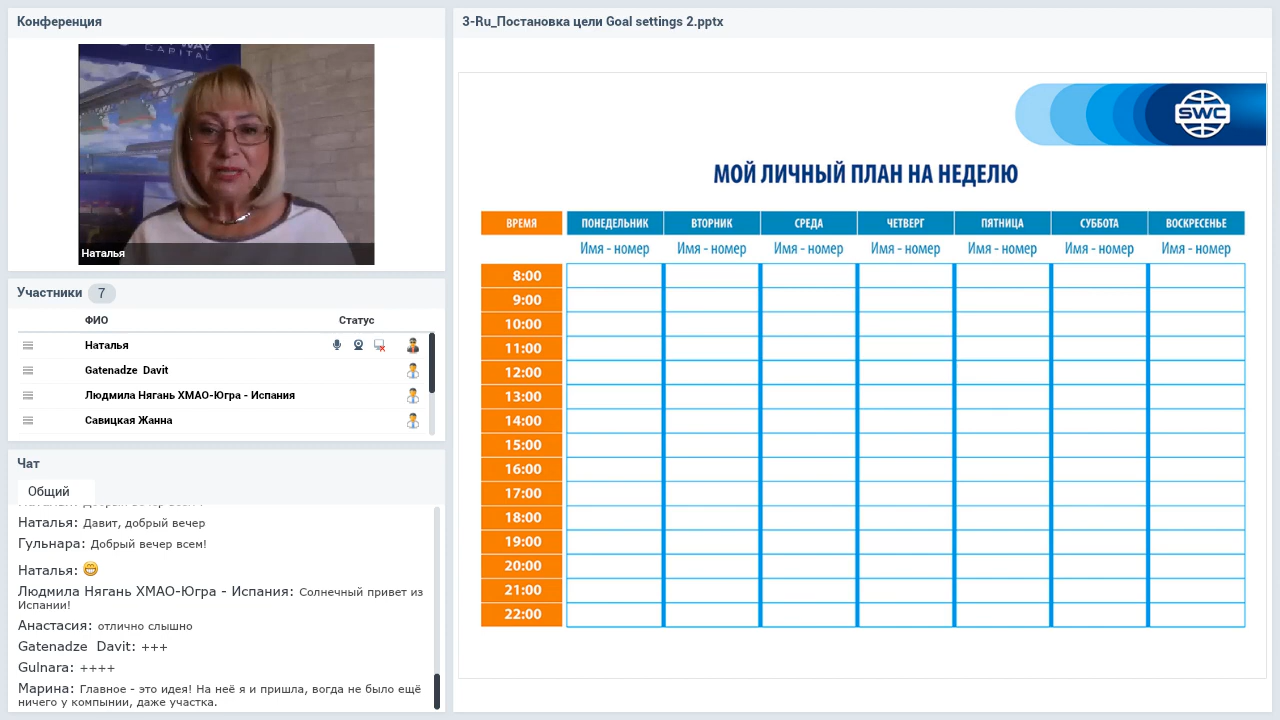 Конференция
CAPITAL
Наталья
Участники 7
ФИО Статус
Наталья
Gatenadze Davit
Людмила Нягань ХМАО-Югра - Испания
Савицкая Жанна
Чат
Общий
Наталья: Давит, добрый вечер
Гульнара: Добрый вечер всем!
Наталья:
Людмила Нягань ХМАО-Югра - Испания: Солнечный привет из
Испании!
Анастасия: отлично слышно
Gatenadze Davit: +++
Gulnara: ++++
Марина: Главное - это идея! На неё я и пришла, вогда не было ещё
ничего у компынии, даже участка.
3-Ru_Постановка цели Goal settings 2.pptx
SWC
МОЙ ЛИЧНЫЙ ПЛАН НА НЕДЕЛЮ
ВРЕМЯ ПОНЕДЕЛЬНИК ВТОРНИК СРЕДА ЧЕТВЕРГ ПЯТНИЦА СУББОТА ВОСКРЕСЕНЬЕ
Имя - номер Имя - номер Имя - номер Имя - номер Имя - номер Имя - номер Имя - номер
8:00
9:00
10:00
11:00
12:00
13:00
14:00
15:00
16:00
17:00
18:00
19:00
20:00
21:00
22:00